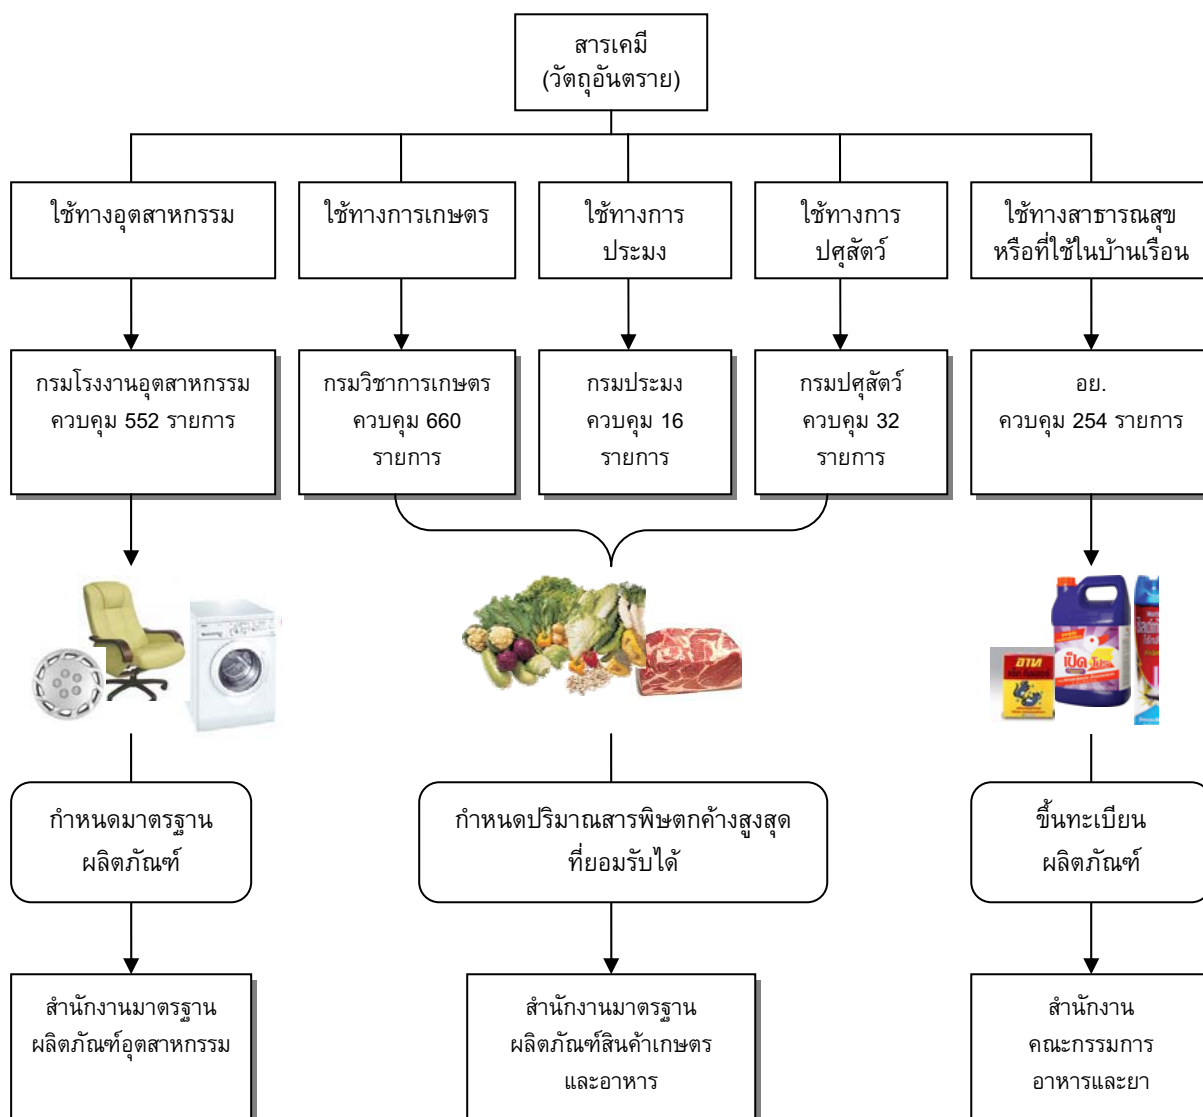 สารเคมี
(วัตถุอันตราย)
ใช้ทางอุตสาหกรรม
ใช้ทางการเกษตร
ใช้ทางการ
ประมง
ใช้ทางการ
ปศุสัตว์
ใช้ทางสาธารณสุข
หรือที่ใช้ในบ้านเรือน
กรมโรงงานอุตสาหกรรม
ควบคุม 552 รายการ
กรมวิชาการเกษตร
ควบคุม 660
รายการ
กรมประมง
ควบคุม 16
รายการ
กรมปศุสัตว์
ควบคุม 32
รายการ
อย.
ควบคุม 254 รายการ
อาท
เป็ด
โปร
กำหนดมาตรฐาน
ผลิตภัณฑ์
กำหนดปริมาณสารพิษตกค้างสูงสุด
ที่ยอมรับได้
ขึ้นทะเบียน
ผลิตภัณฑ์
สำนักงานมาตรฐาน
ผลิตภัณฑ์อุตสาหกรรม
สำนักงานมาตรฐาน
ผลิตภัณฑ์สินค้าเกษตร
และอาหาร
สำนักงาน
คณะกรรมการ
อาหารและยา